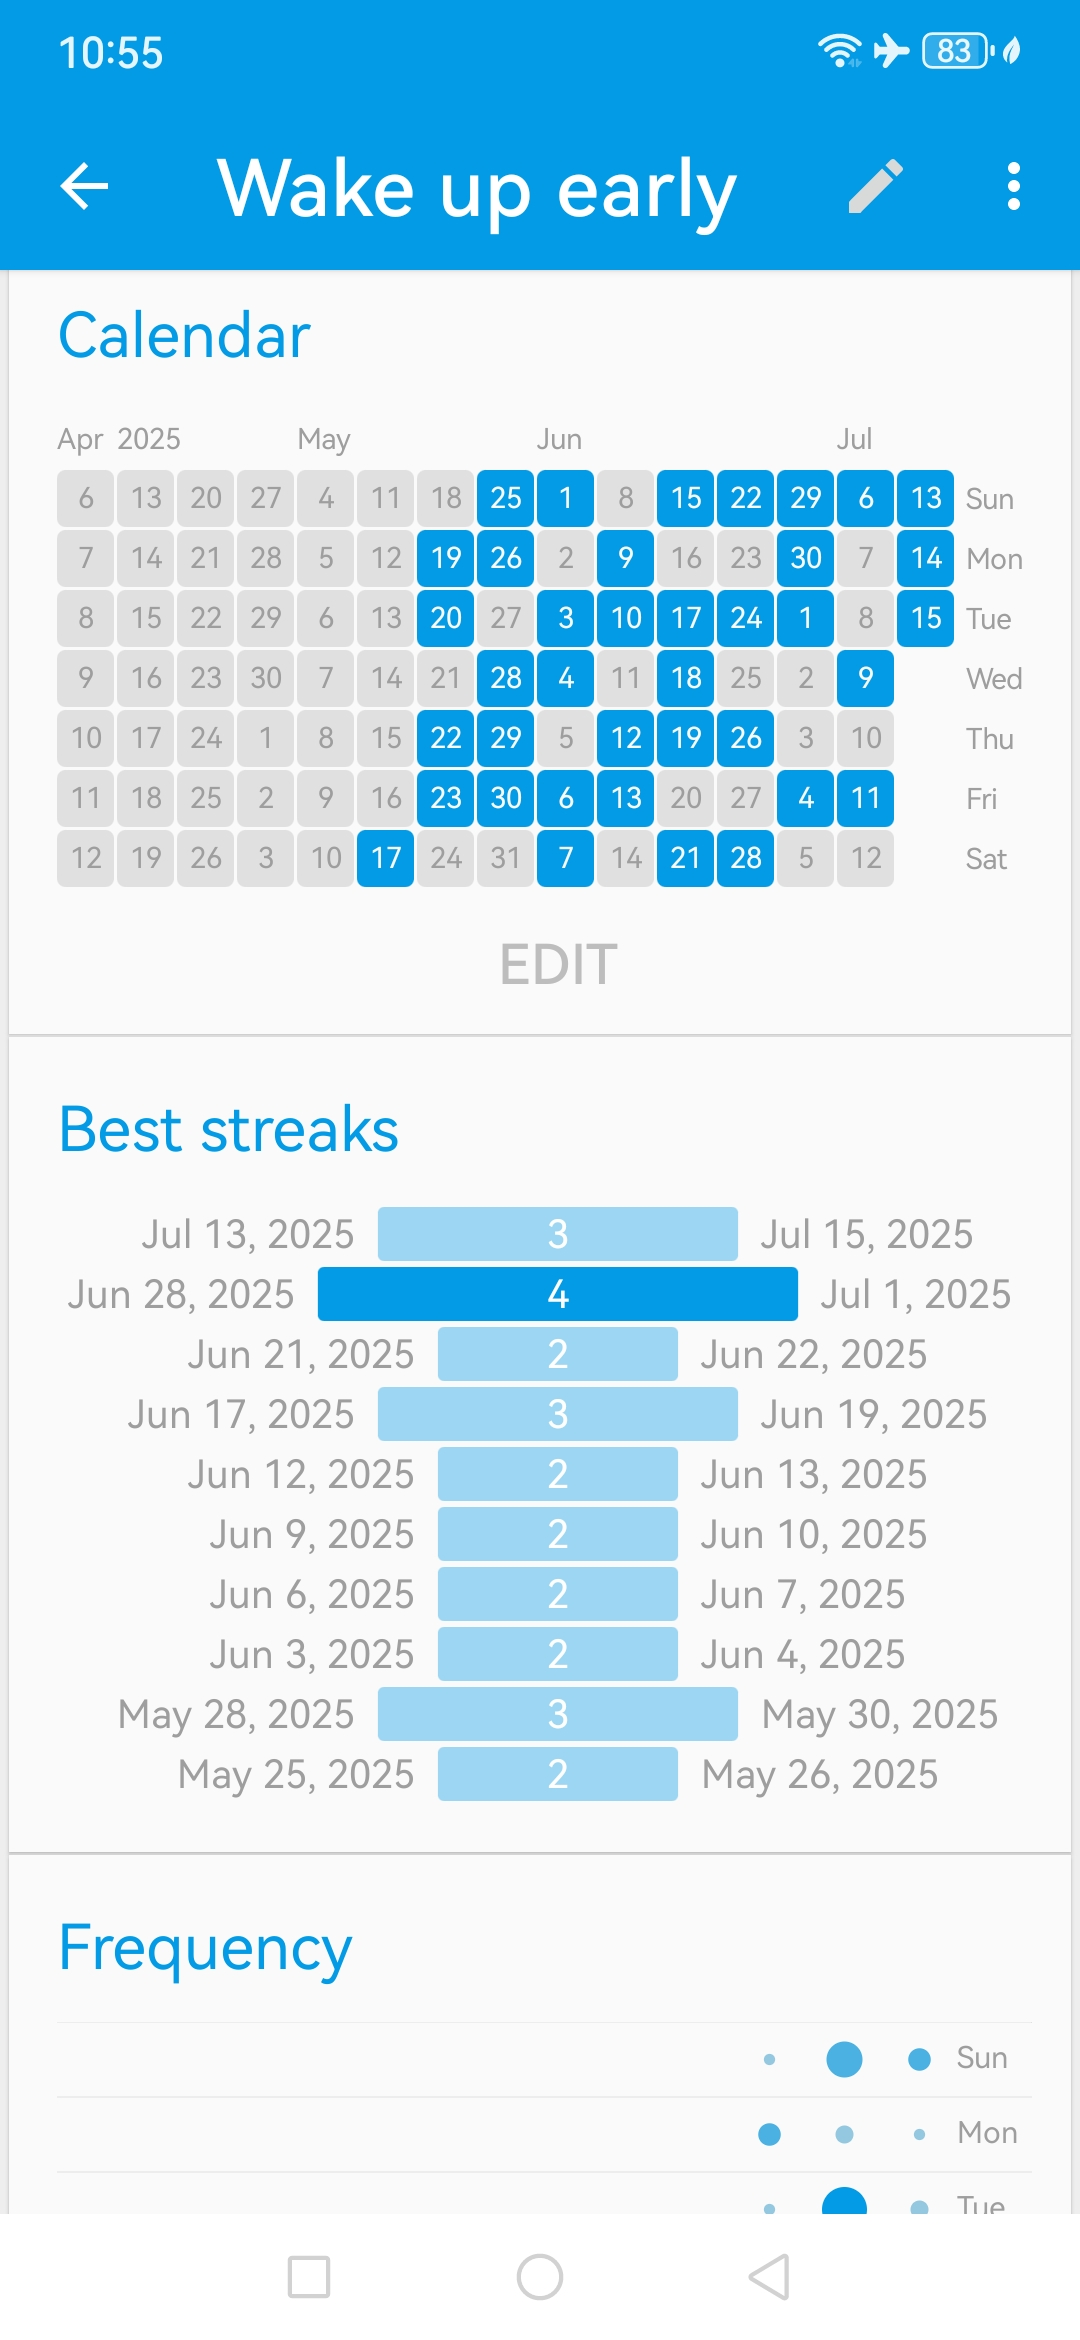 10:55 83
Wake up early
Calendar
Apr 2025 May Jun Jul
6 13 20 27 4 11 18 25 1 8 15 22 29 6 13 Sun
7 14 21 28 5 12 19 26 2 9 16 23 30 7 14 Mon
8 15 22 29 6 13 20 27 3 10 17 24 1 8 15 Tue
9 16 23 30 7 14 21 28 4 11 18 25 2 9 Wed
10 17 24 1 8 15 22 29 5 12 19 26 3 10 Thu
11 18 25 2 9 16 23 30 6 13 20 27 4 11 Fri
12 19 26 3 10 17 24 31 7 14 21 28 5 12 Sat
EDIT
Best streaks
Jul 13, 2025 3 Jul 15, 2025
Jun 28, 2025 4 Jul 1, 2025
Jun 21, 2025 2 Jun 22, 2025
Jun 17, 2025 3 Jun 19, 2025
Jun 12, 2025 2 Jun 13, 2025
Jun 9, 2025 2 Jun 10, 2025
Jun 6, 2025 2 Jun 7, 2025
Jun 3, 2025 2 Jun 4, 2025
May 28, 2025 3 May 30, 2025
May 25, 2025 2 May 26, 2025
Frequency
Sun
Mon
Tue